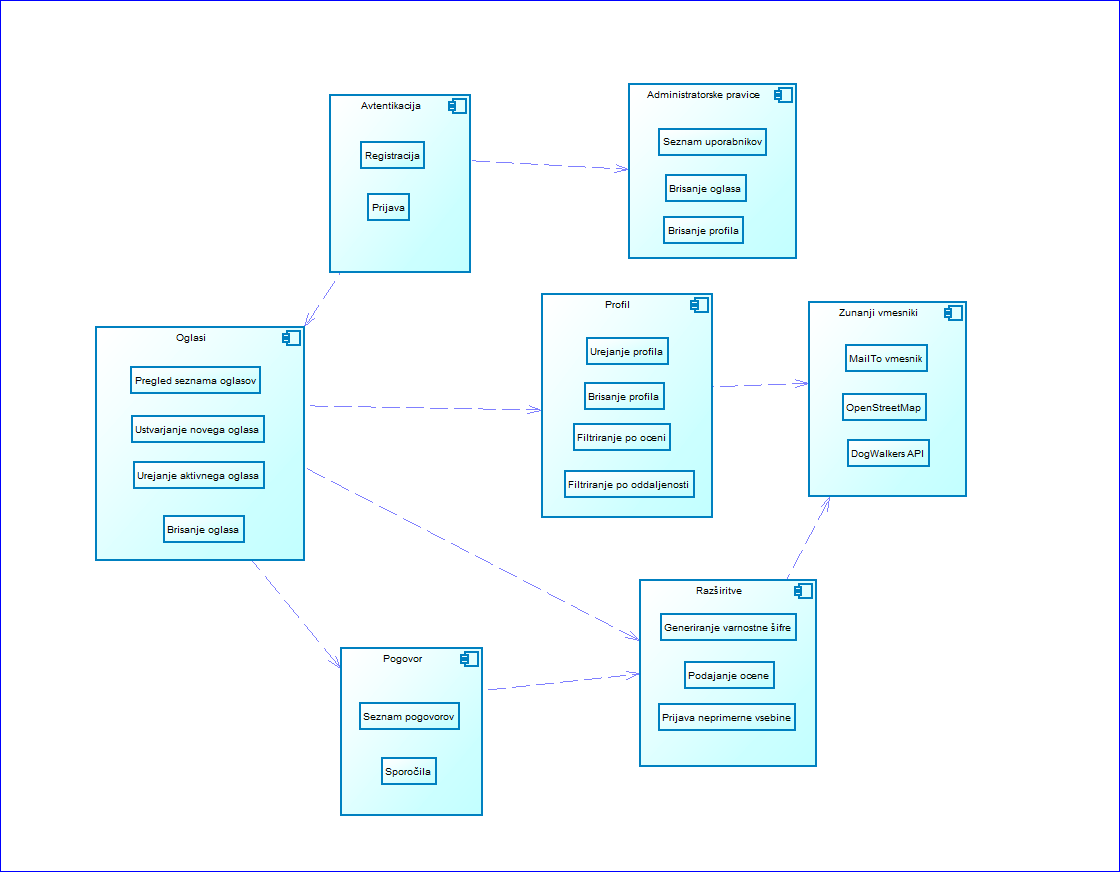 Avtentikacija
Registracija
Prijava
Administratorske pravice
Seznam uporabnikov
Brisanje oglasa
Brisanje profila
Oglasi
Pregled seznama oglasov
Ustvarjanje novega oglasa
Urejanje aktivnega oglasa
Brisanje oglasa
Profil
Urejanje profila
Brisanje profila
Filtriranje po oceni
Filtriranje po oddaljenosti
Zunanji vmesniki
MailTo vmesnik
OpenStreetMap
DogWalkers API
Pogovor
Seznam pogovorov
Sporočila
Razširitve
Generiranje varnostne šifre
Podajanje ocene
Prijava neprimerne vsebine